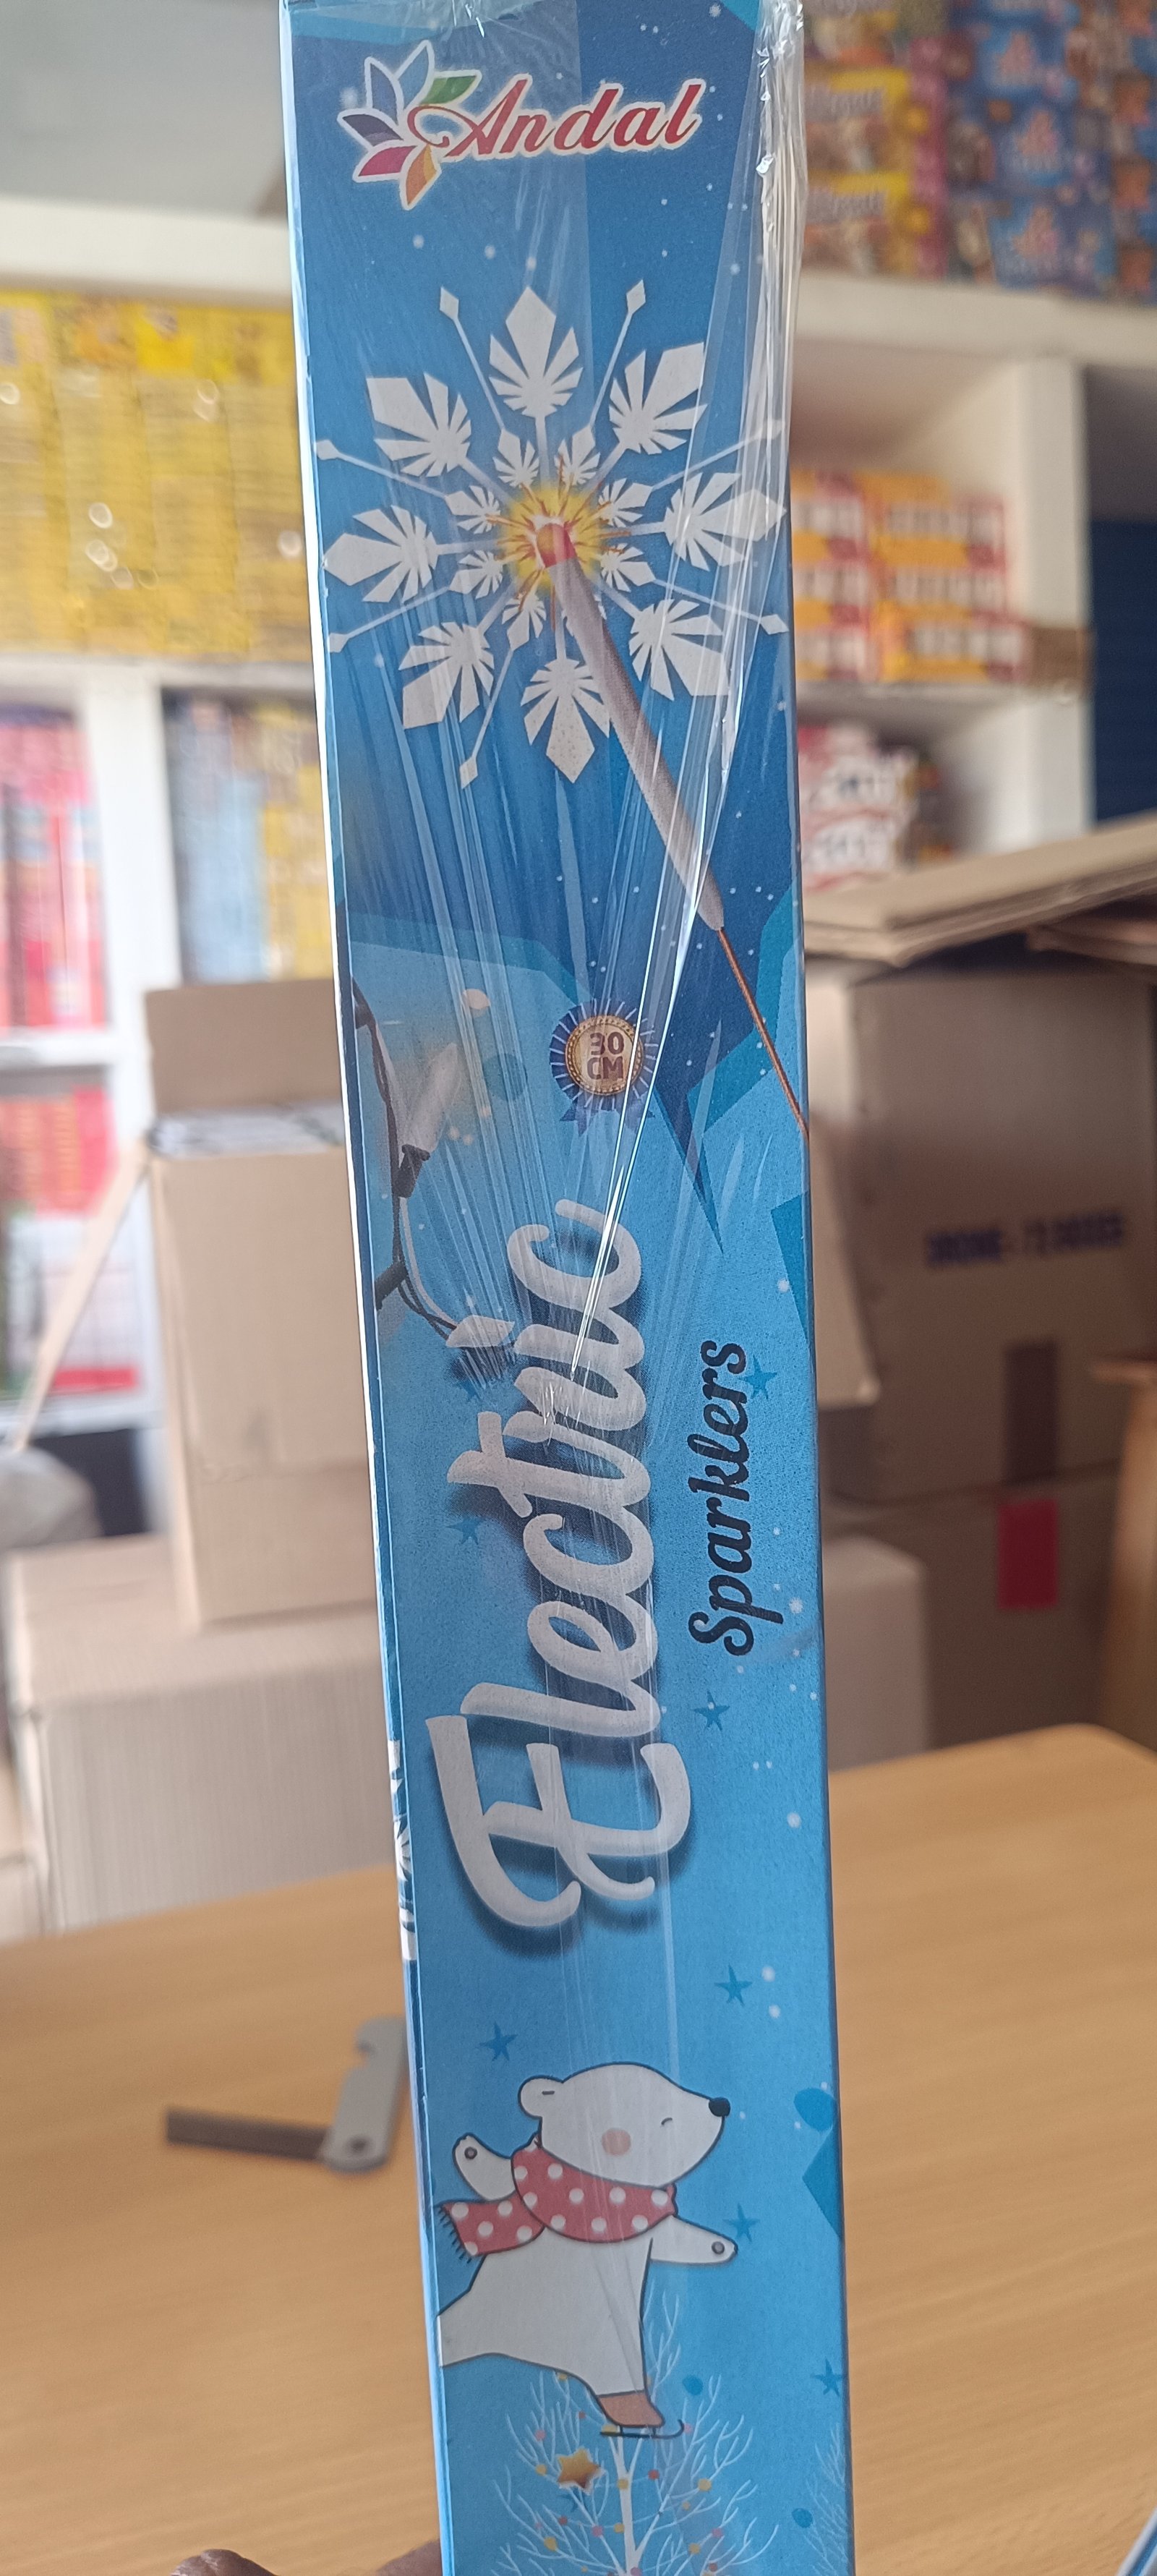 Andal
30
CM
Electric
Sparklers